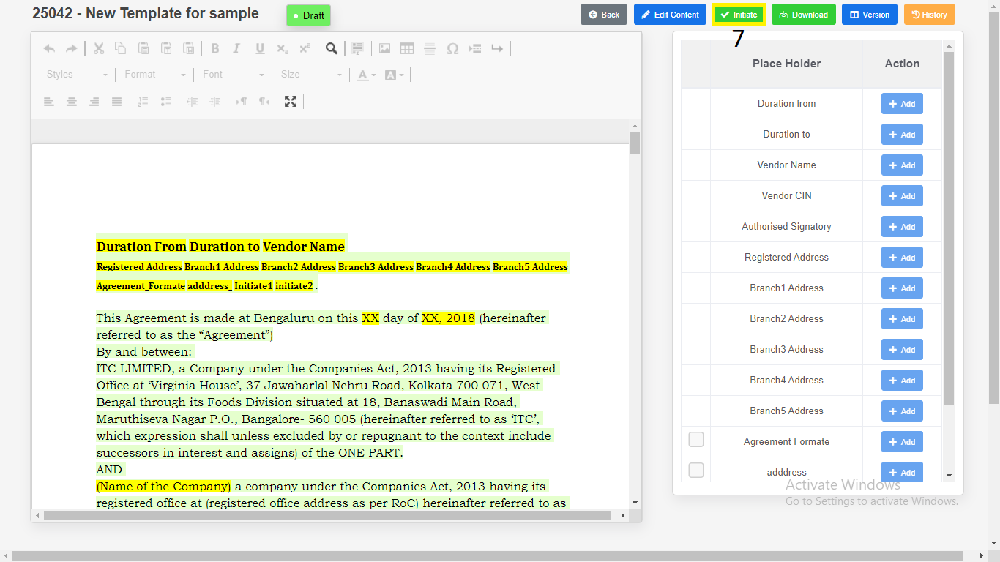 25042 - New Template for sample
Draft
Back
Edit Content
Initiate
Download
Version
History
7
Styles
Format
Font
Size
Place Holder Action
Duration from Add
Duration to Add
Vendor Name Add
Vendor CIN Add
Authorised Signatory Add
Registered Address Add
Branch1 Address Add
Branch2 Address Add
Branch3 Address Add
Branch4 Address Add
Branch5 Address Add
Agreement Formate Add
adddress Add
Duration From Duration to Vendor Name
Registered Address Branch1 Address Branch2 Address Branch3 Address Branch4 Address Branch5 Address
Agreement_Formate adddress_ Initiate1 initiate2 .
This Agreement is made at Bengaluru on this XX day of XX, 2018 (hereinafter
referred to as the “Agreement”)
By and between:
ITC LIMITED, a Company under the Companies Act, 2013 having its Registered
Office at ‘Virginia House’, 37 Jawaharlal Nehru Road, Kolkata 700 071, West
Bengal through its Foods Division situated at 18, Banaswadi Main Road,
Maruthiseva Nagar P.O., Bangalore- 560 005 (hereinafter referred to as ‘ITC’,
which expression shall unless excluded by or repugnant to the context include
successors in interest and assigns) of the ONE PART.
AND
(Name of the Company) a company under the Companies Act, 2013 having its
registered office at (registered office address as per RoC) hereinafter referred to as
Activate Windows
Go to Settings to activate Windows.